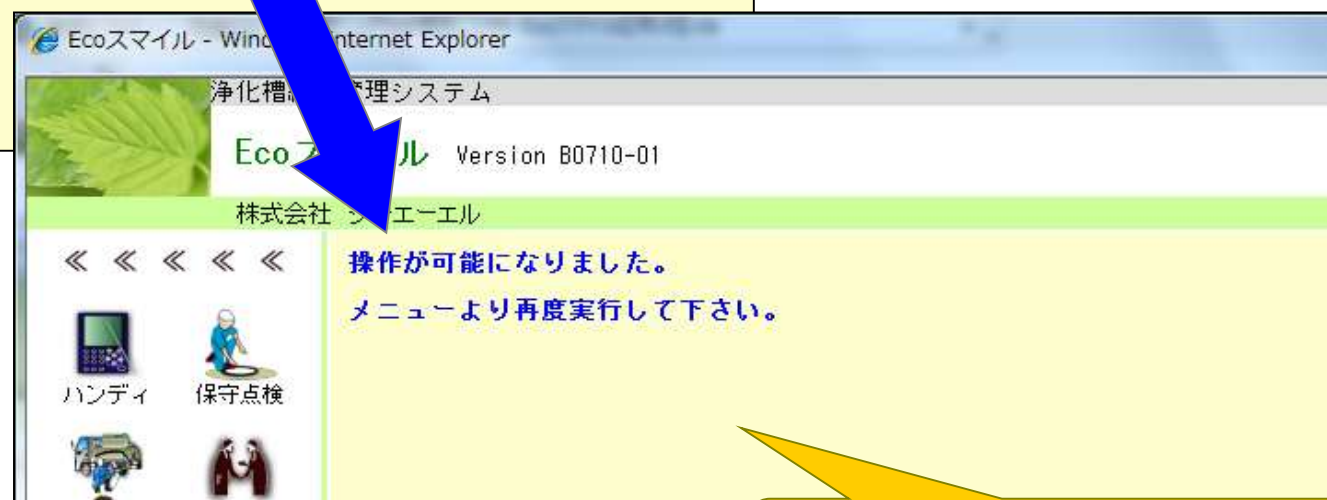 Ecoスマイル - Wind nternet Explorer
浄化槽 管理システム
Eco ル Version B0710-01
株式会社 エーエル
≪ ≪ ≪ ≪ ≪
操作が可能になりました。
メニューより再度実行して下さい。
ハンディ 保守点検